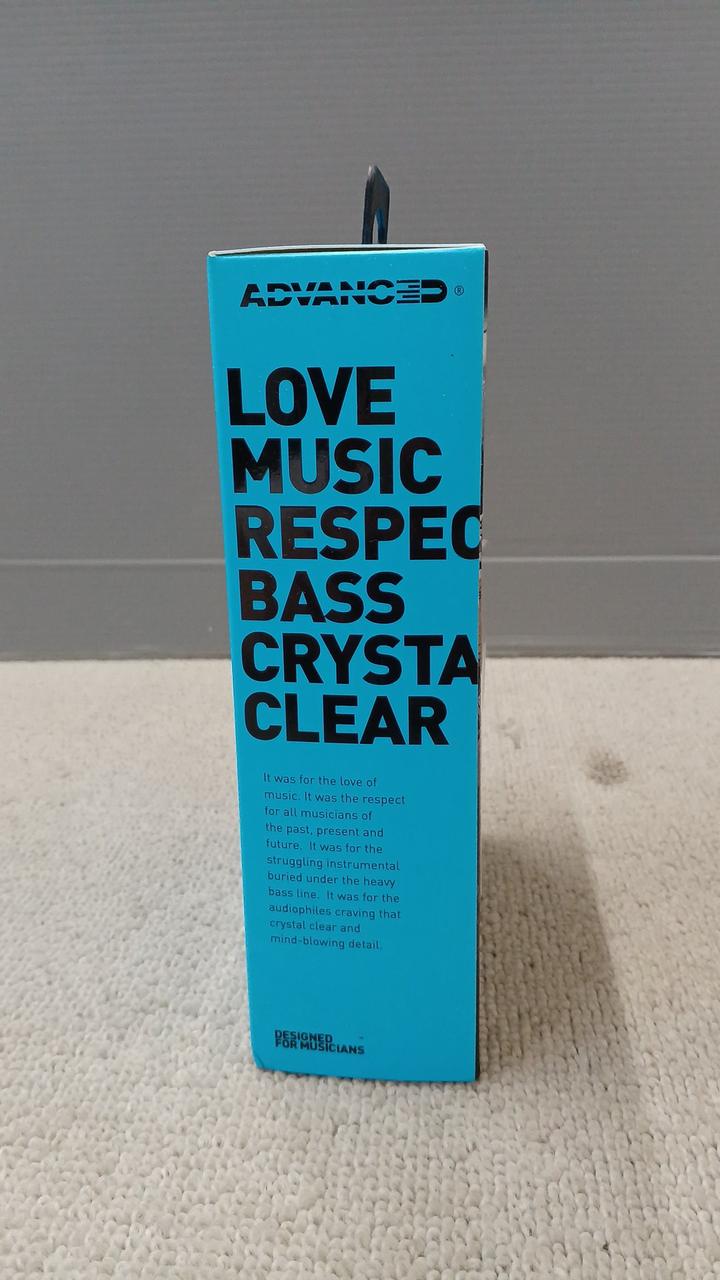 ADVANCED®
LOVE
MUSIC
RESPEC
BASS
CRYSTA
CLEAR
It was for the love of
music. It was the respect
for all musicians of
the past, present and
future. It was for the
struggling instrumental
buried under the heavy
bass line. It was for the
audiophiles craving that
crystal clear and
mind-blowing detail.
DESIGNED
FOR MUSICIANS